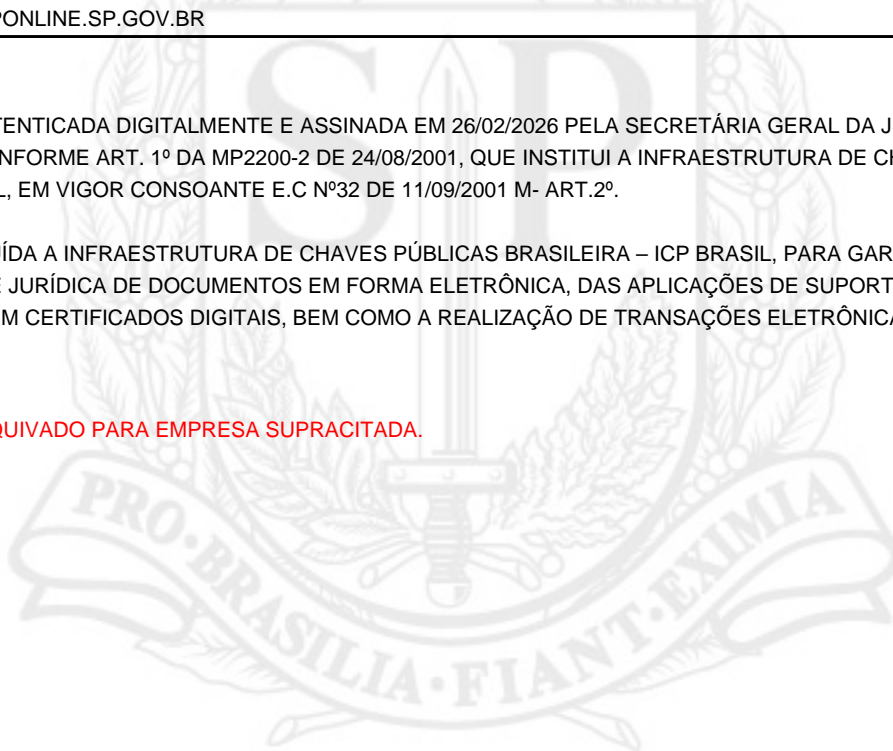 PONLINE.SP.GOV.BR
TENTICADA DIGITALMENTE E ASSINADA EM 26/02/2026 PELA SECRETÁRIA GERAL DA J
NFORME ART. 1º DA MP2200-2 DE 24/08/2001, QUE INSTITUI A INFRAESTRUTURA DE CH
L, EM VIGOR CONSOANTE E.C Nº32 DE 11/09/2001 M- ART.2º.
UÍDA A INFRAESTRUTURA DE CHAVES PÚBLICAS BRASILEIRA – ICP BRASIL, PARA GAR
E JURÍDICA DE DOCUMENTOS EM FORMA ELETRÔNICA, DAS APLICAÇÕES DE SUPORT
EM CERTIFICADOS DIGITAIS, BEM COMO A REALIZAÇÃO DE TRANSAÇÕES ELETRÔNICA
QUIVADO PARA EMPRESA SUPRACITADA.
SP
PRO·BRASILIA·FIANT·EXIMIA